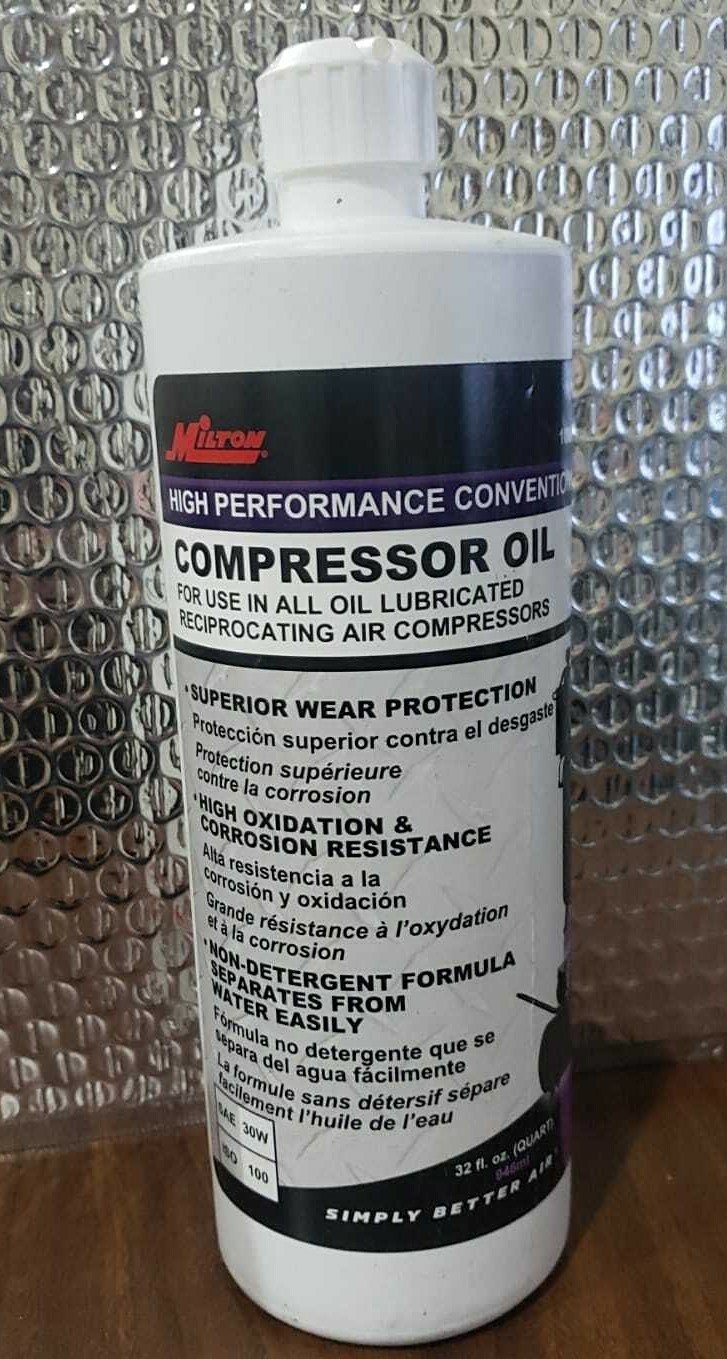 MILTON®
HIGH PERFORMANCE CONVENTIO
COMPRESSOR OIL
FOR USE IN ALL OIL LUBRICATED
RECIPROCATING AIR COMPRESSORS
•SUPERIOR WEAR PROTECTION
Protección superior contra el desgaste
Protection supérieure
contre la corrosion
•HIGH OXIDATION &
CORROSION RESISTANCE
Alta resistencia a la
corrosión y oxidación
Grande résistance à l'oxydation
et à la corrosion
•NON-DETERGENT FORMULA
SEPARATES FROM
WATER EASILY
Fórmula no detergente que se
separa del agua fácilmente
La formule sans détersif sépare
facilement l'huile de l'eau
SAE 30W
ISO 100
32 fl. oz. (QUART)
946ml
SIMPLY BETTER AIR